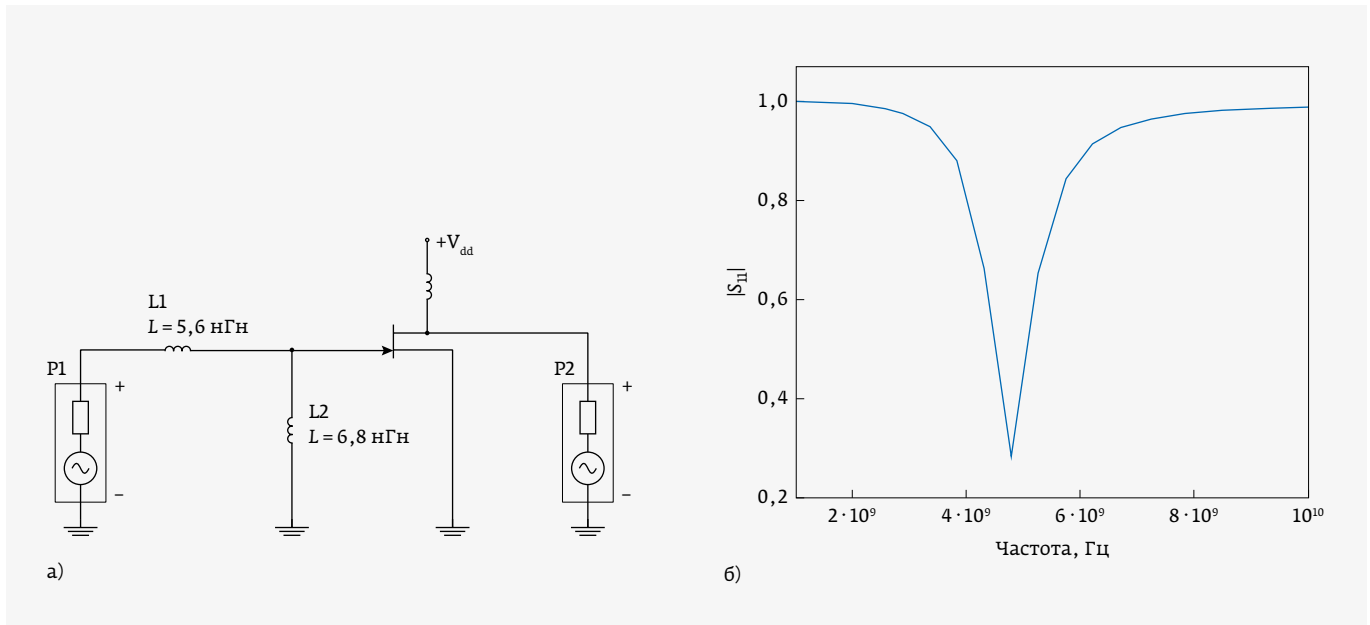 +V_dd
L1
L = 5,6 нГн
P1
+
L2
L = 6,8 нГн
–
P2
+
–
а)
|S₁₁|
1,0
0,8
0,6
0,4
0,2
2·10⁹
4·10⁹
6·10⁹
8·10⁹
10¹⁰
Частота, Гц
б)